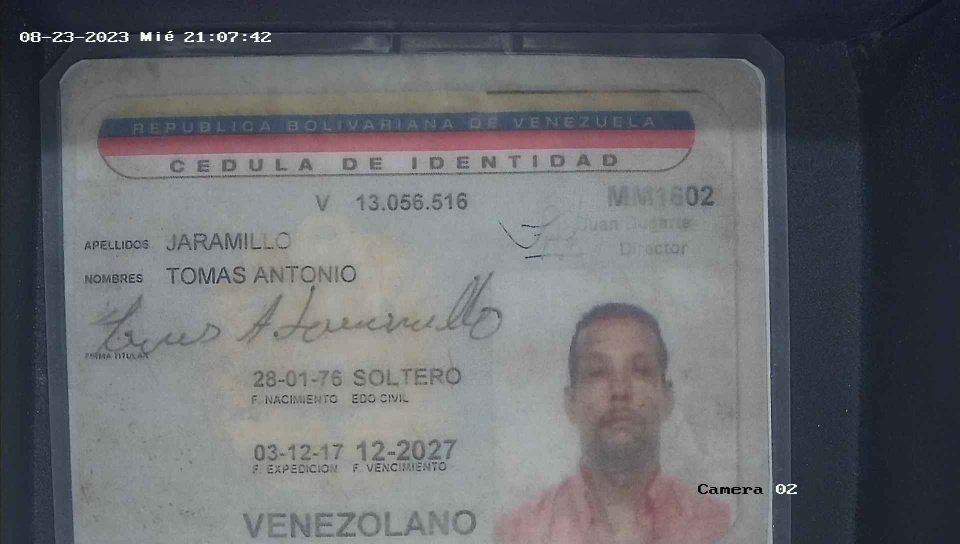 08-23-2023 Mié 21:07:42
REPUBLICA BOLIVARIANA DE VENEZUELA
CEDULA DE IDENTIDAD
V 13.056.516 MM1602
Juan Dugarte
Director
APELLIDOS JARAMILLO
NOMBRES TOMAS ANTONIO
Tomas A. Jaramillo
FIRMA TITULAR
28-01-76 SOLTERO
F. NACIMIENTO EDO CIVIL
03-12-17 12-2027
F. EXPEDICION F. VENCIMIENTO
Camera 02
VENEZOLANO